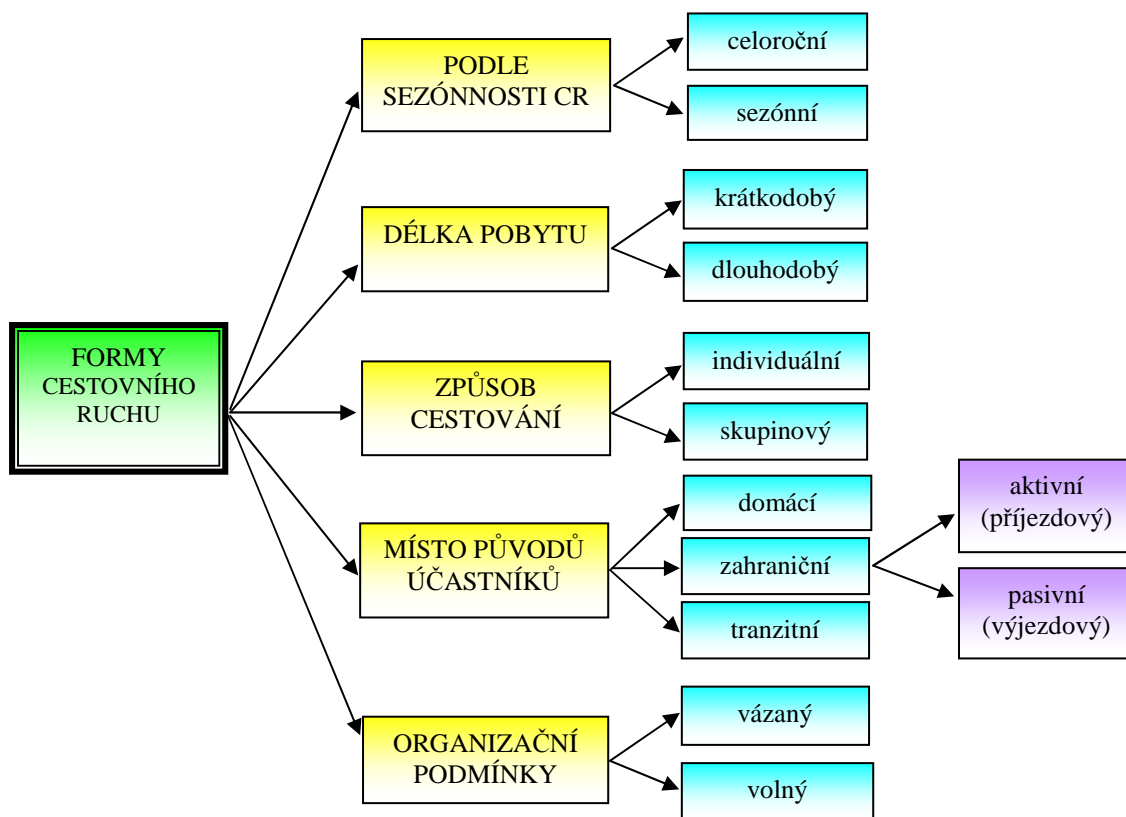 FORMY
CESTOVNÍHO
RUCHU
PODLE
SEZÓNNOSTI CR
celoroční
sezónní
DÉLKA POBYTU
krátkodobý
dlouhodobý
ZPŮSOB
CESTOVÁNÍ
individuální
skupinový
MÍSTO PŮVODŮ
ÚČASTNÍKŮ
domácí
zahraniční
tranzitní
aktivní
(příjezdový)
pasivní
(výjezdový)
ORGANIZAČNÍ
PODMÍNKY
vázaný
volný